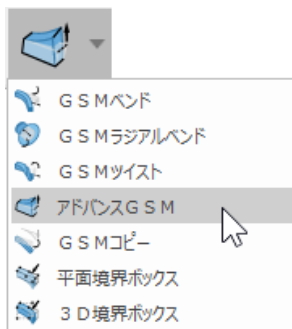 ＧＳＭベンド
ＧＳＭラジアルベンド
ＧＳＭツイスト
アドバンスＧＳＭ
ＧＳＭコピー
平面境界ボックス
３Ｄ境界ボックス